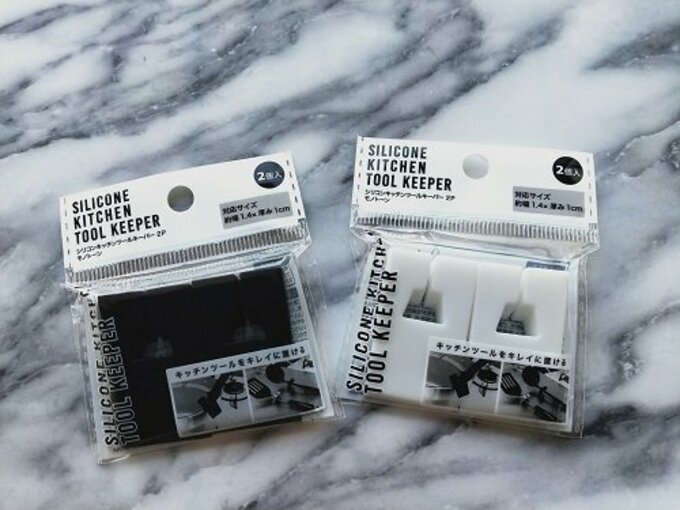 SILICONE
KITCHEN
TOOL KEEPER
2個入
対応サイズ
約幅 1.4× 厚み 1cm
シリコンキッチンツールキーパー 2P
モノトーン
SILICONE KITCHEN
TOOL KEEPER
キッチンツールをキレイに置ける
SILICONE
KITCHEN
TOOL KEEPER
2個入
対応サイズ
約幅 1.4× 厚み 1cm
シリコンキッチンツールキーパー 2P
モノトーン
SILICONE KITCH
TOOL KEEPER
キッチンツールをキレイに置ける